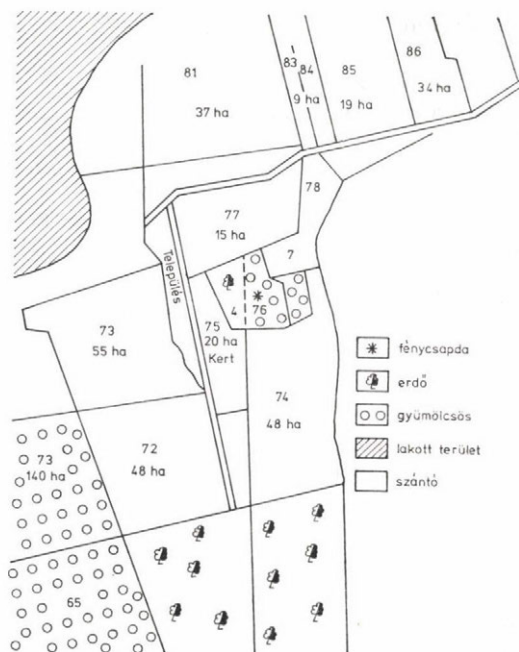 81
37 ha
83
84
9 ha
85
19 ha
86
34 ha
78
77
15 ha
7
Település
4
76
75
20 ha
Kert
73
55 ha
74
48 ha
73
140 ha
72
48 ha
65
fénycsapda
erdő
gyümölcsös
lakott terület
szántó